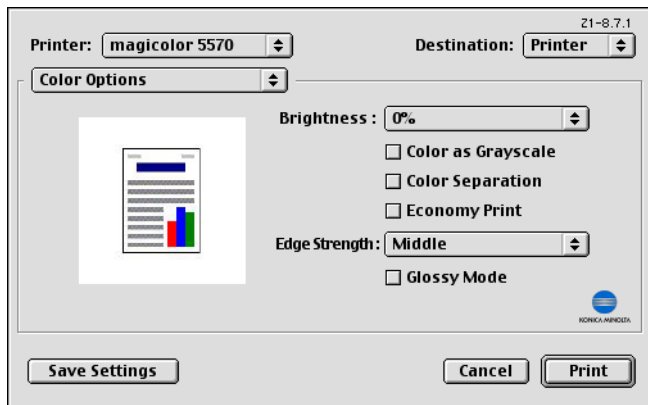 Z1-8.7.1
Printer: magicolor 5570 Destination: Printer
Color Options
Brightness : 0%
Color as Grayscale
Color Separation
Economy Print
Edge Strength: Middle
Glossy Mode
KONICA MINOLTA
Save Settings Cancel Print